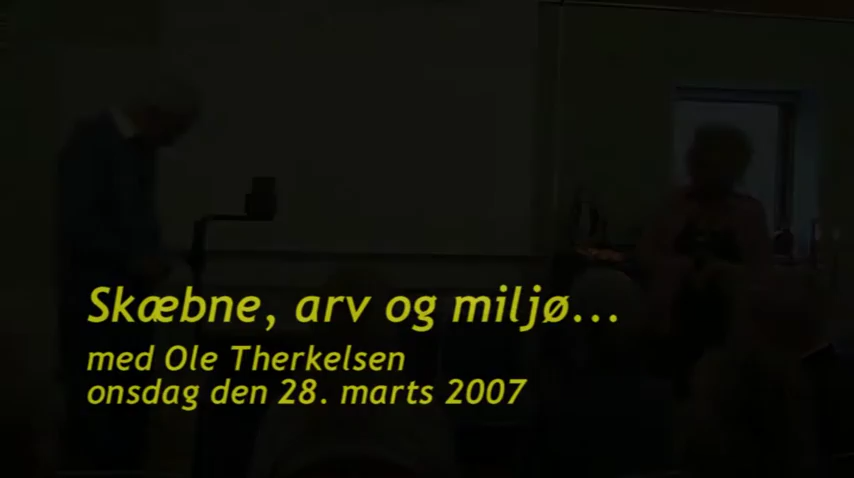 Skæbne, arv og miljø...
med Ole Therkelsen
onsdag den 28. marts 2007